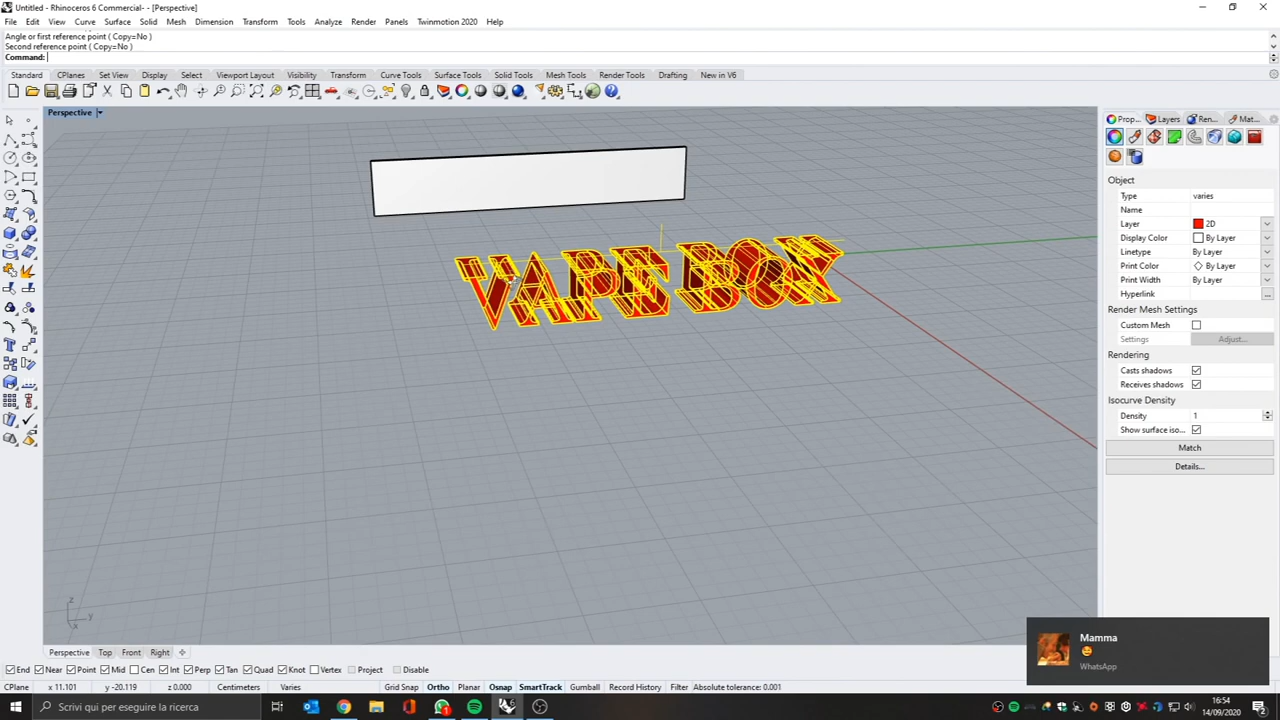 Untitled - Rhinoceros 6 Commercial- - [Perspective]
File Edit View Curve Surface Solid Mesh Dimension Transform Tools Analyze Render Panels Twinmotion 2020 Help
Angle or first reference point ( Copy=No )
Second reference point ( Copy=No )
Command:
Standard CPlanes Set View Display Select Viewport Layout Visibility Transform Curve Tools Surface Tools Solid Tools Mesh Tools Render Tools Drafting New in V6
Perspective
Prop... Layers Ren... Mat...
Object
Type varies
Name
Layer 2D
Display Color By Layer
Linetype By Layer
Print Color By Layer
Print Width By Layer
Hyperlink ...
Render Mesh Settings
Custom Mesh
Settings Adjust...
Rendering
Casts shadows
Receives shadows
Isocurve Density
Density 1
Show surface iso...
Match
Details...
VAPE BOX
z
y
x
Mamma
WhatsApp
Perspective Top Front Right
End Near Point Mid Cen Int Perp Tan Quad Knot Vertex Project Disable
CPlane x 11.101 y -20.119 z 0.000 Centimeters Varies Grid Snap Ortho Planar Osnap SmartTrack Gumball Record History Filter Absolute tolerance: 0.001
Scrivi qui per eseguire la ricerca
16:54
14/09/2020
2